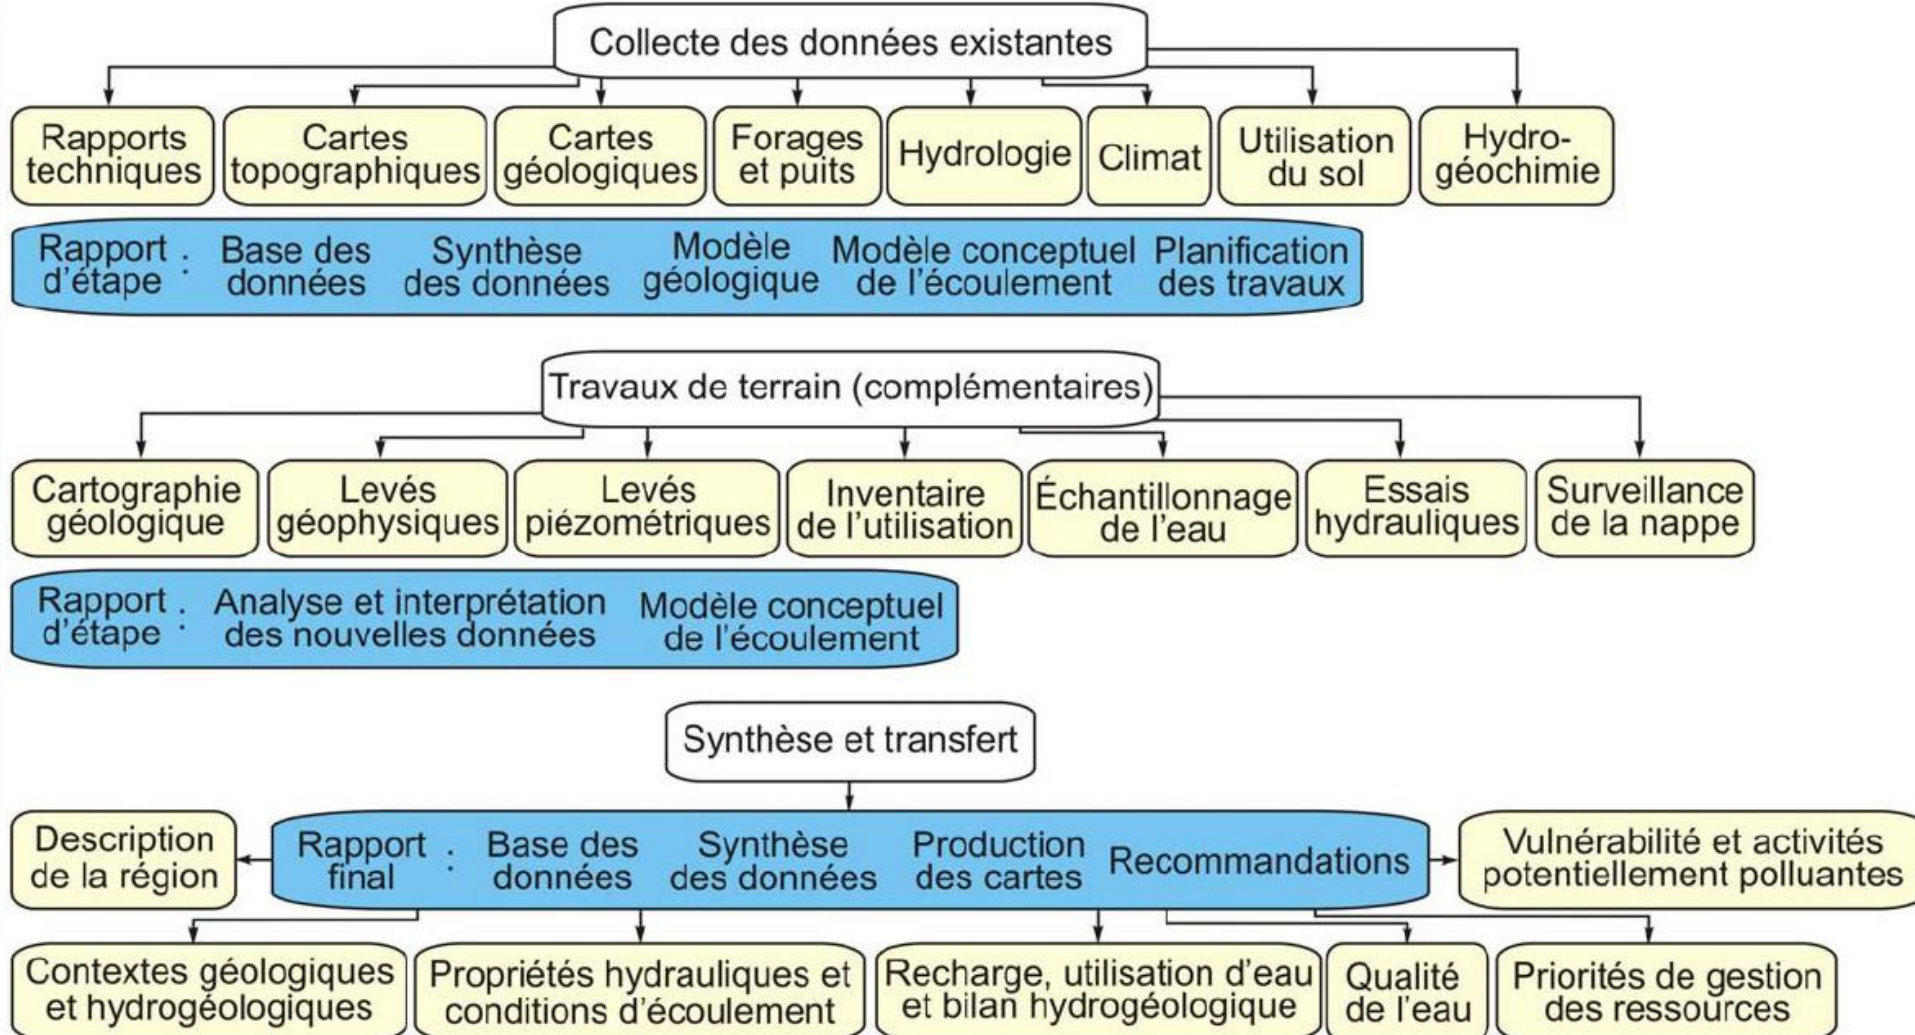 Collecte des données existantes
Rapports
techniques
Cartes
topographiques
Cartes
géologiques
Forages
et puits
Hydrologie
Climat
Utilisation
du sol
Hydro-
géochimie
Rapport
d'étape :
Base des
données
Synthèse
des données
Modèle
géologique
Modèle conceptuel
de l'écoulement
Planification
des travaux
Travaux de terrain (complémentaires)
Cartographie
géologique
Levés
géophysiques
Levés
piézométriques
Inventaire
de l'utilisation
Échantillonnage
de l'eau
Essais
hydrauliques
Surveillance
de la nappe
Rapport
d'étape :
Analyse et interprétation
des nouvelles données
Modèle conceptuel
de l'écoulement
Synthèse et transfert
Description
de la région
Rapport
final :
Base des
données
Synthèse
des données
Production
des cartes
Recommandations
Vulnérabilité et activités
potentiellement polluantes
Contextes géologiques
et hydrogéologiques
Propriétés hydrauliques et
conditions d'écoulement
Recharge, utilisation d'eau
et bilan hydrogéologique
Qualité
de l'eau
Priorités de gestion
des ressources